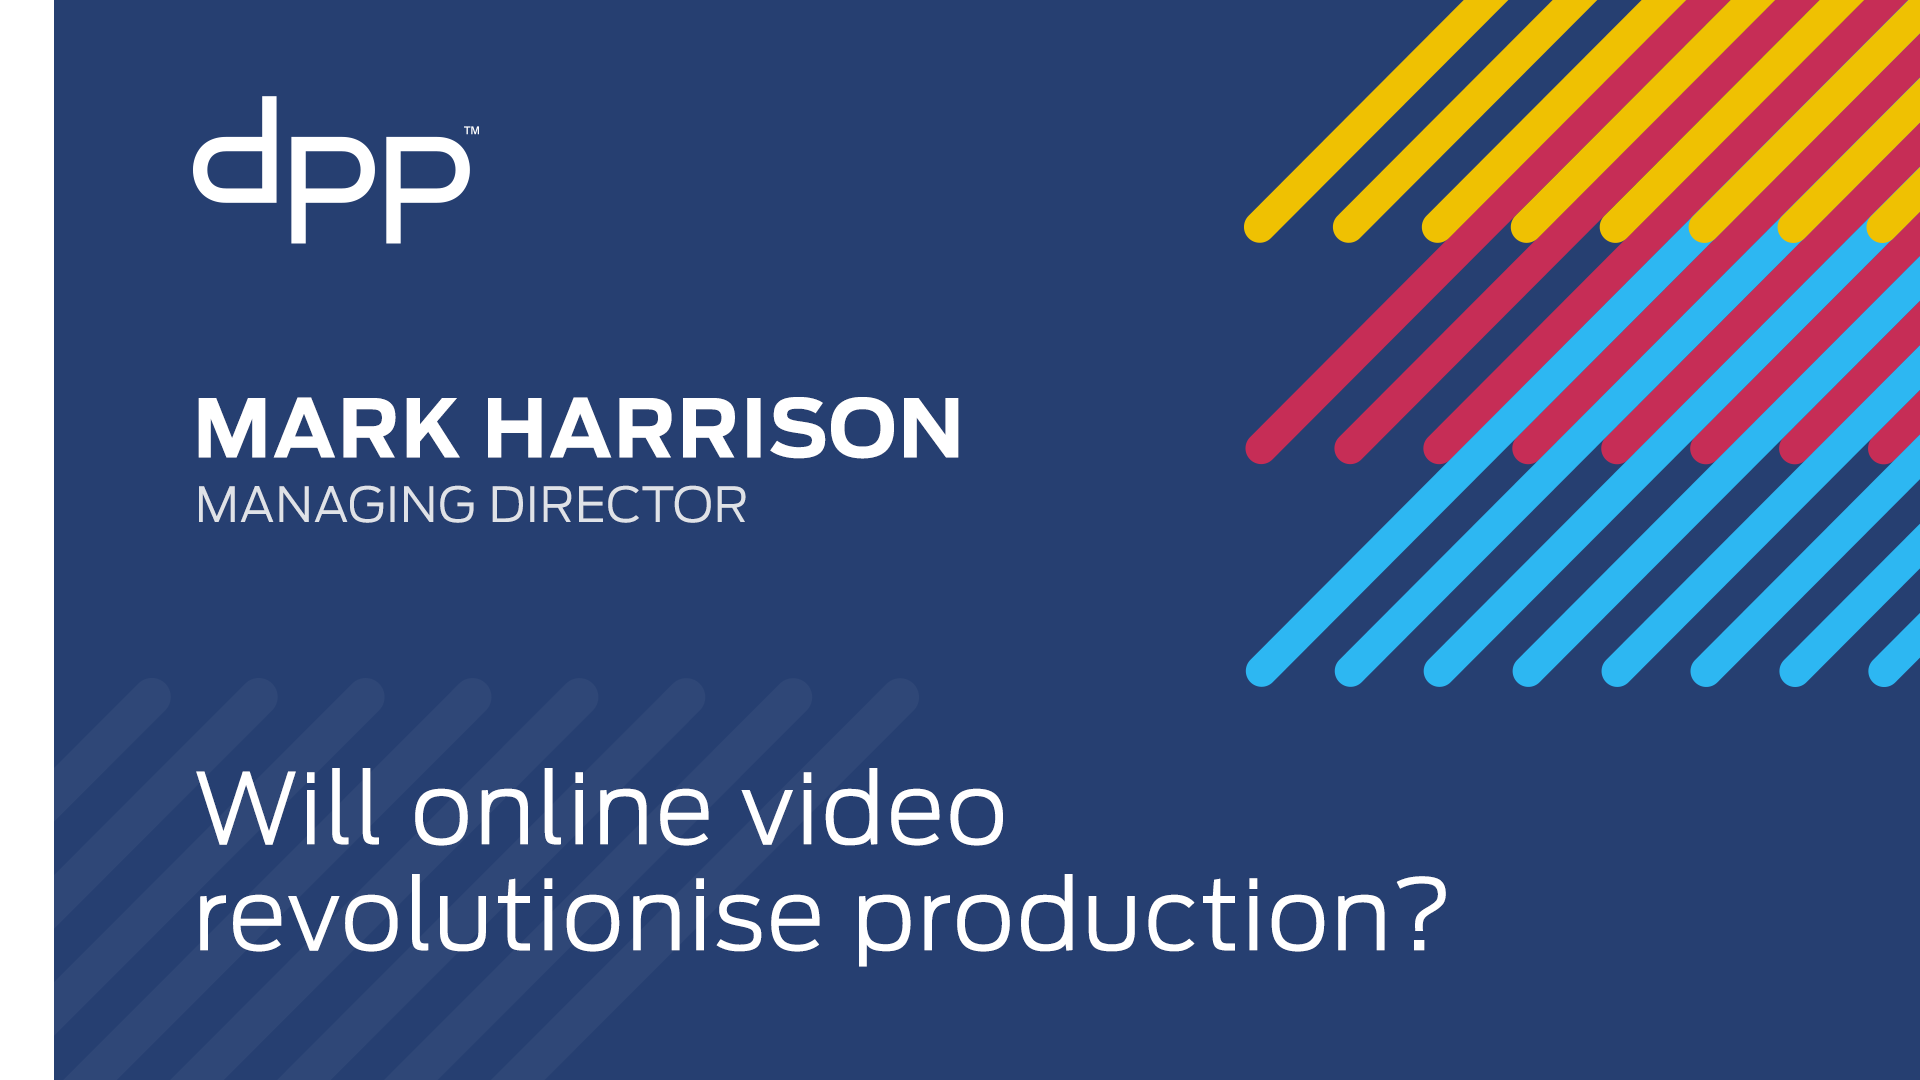 dpp™
MARK HARRISON
MANAGING DIRECTOR
Will online video
revolutionise production?